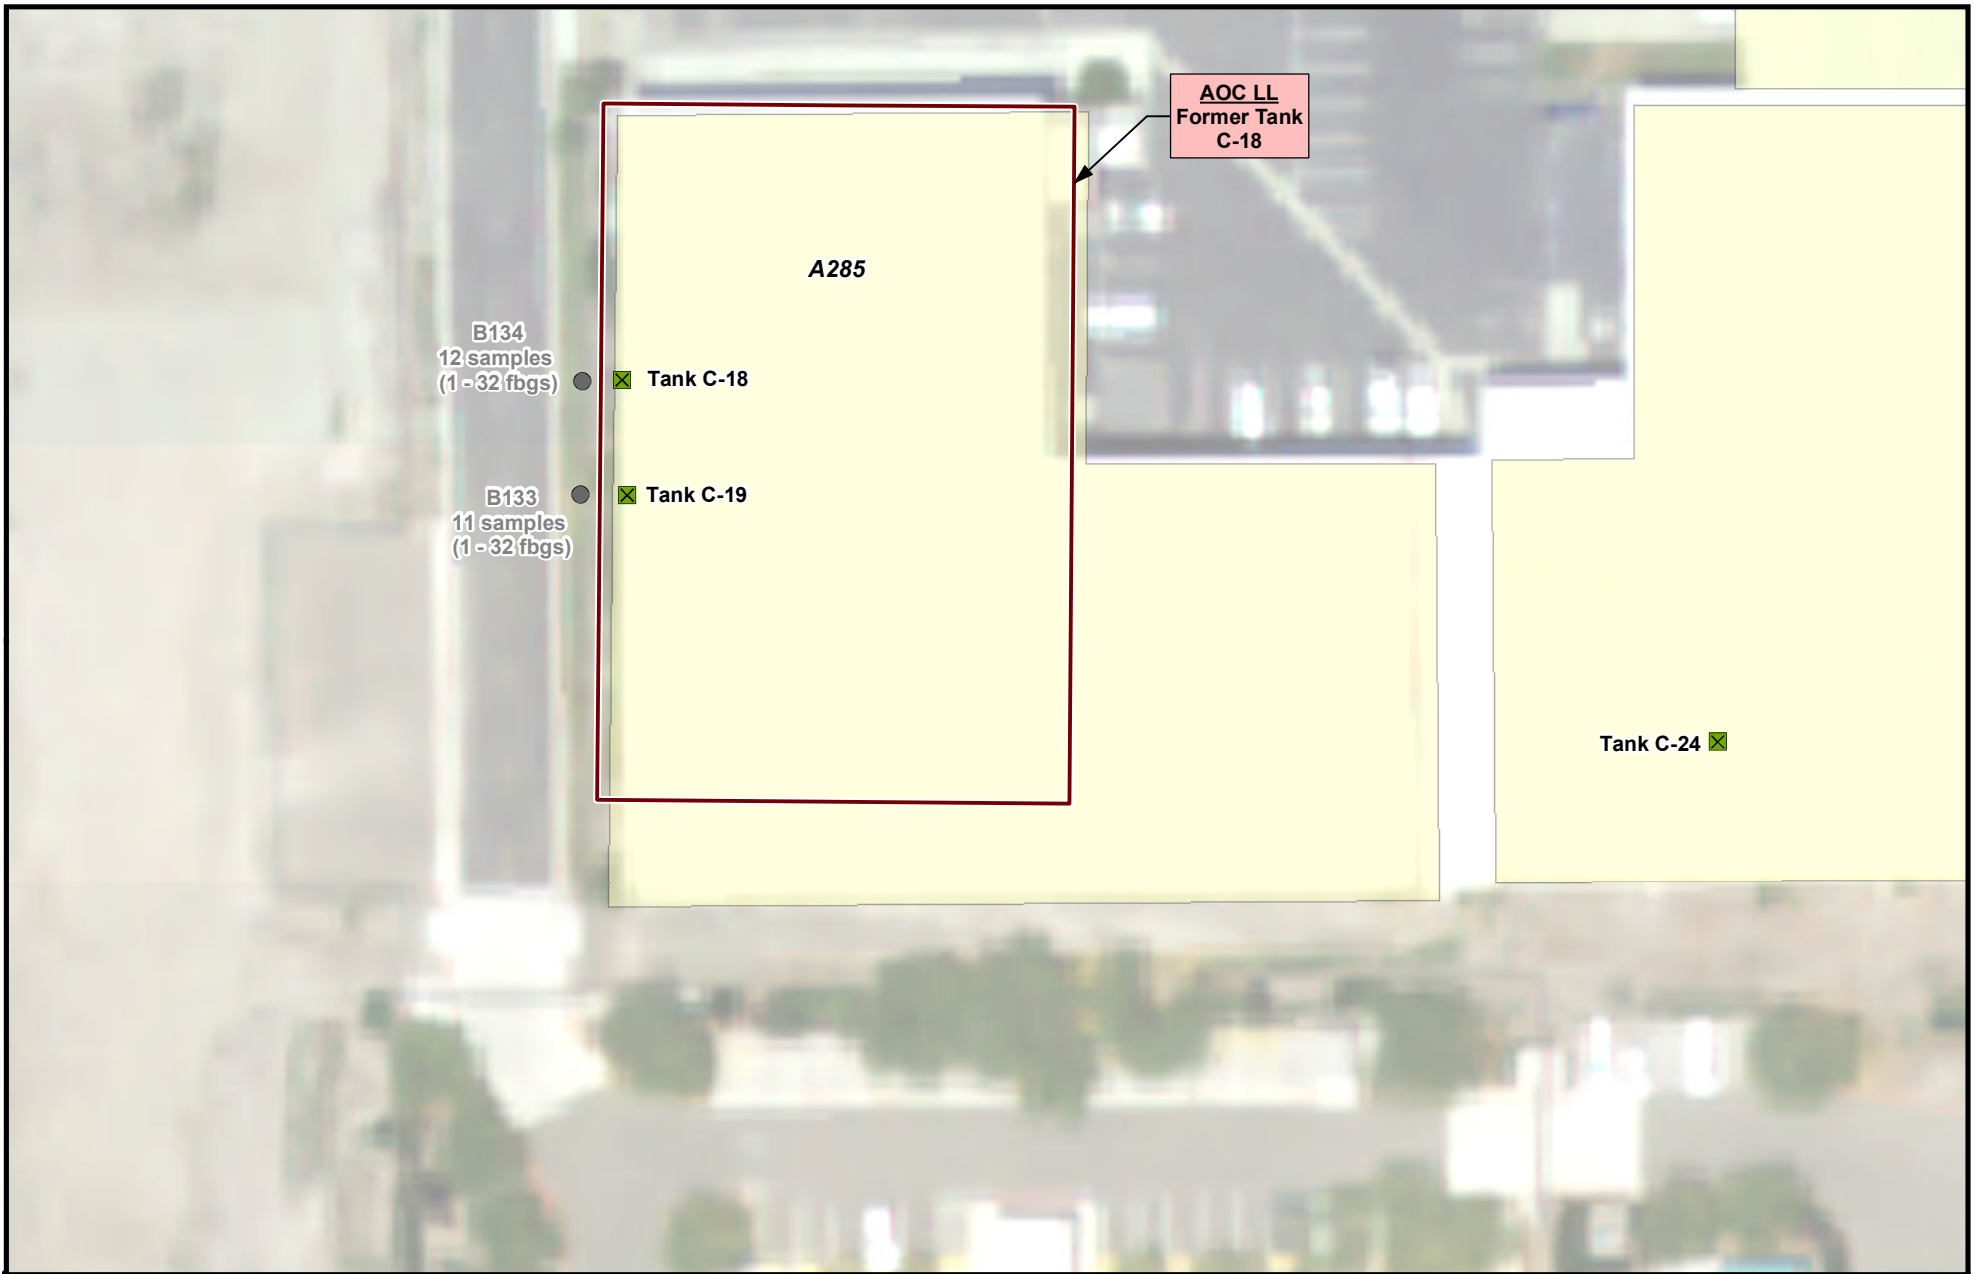 AOC LL
Former Tank
C-18
A285
B134
12 samples
(1 - 32 fbgs)
Tank C-18
B133
11 samples
(1 - 32 fbgs)
Tank C-19
Tank C-24